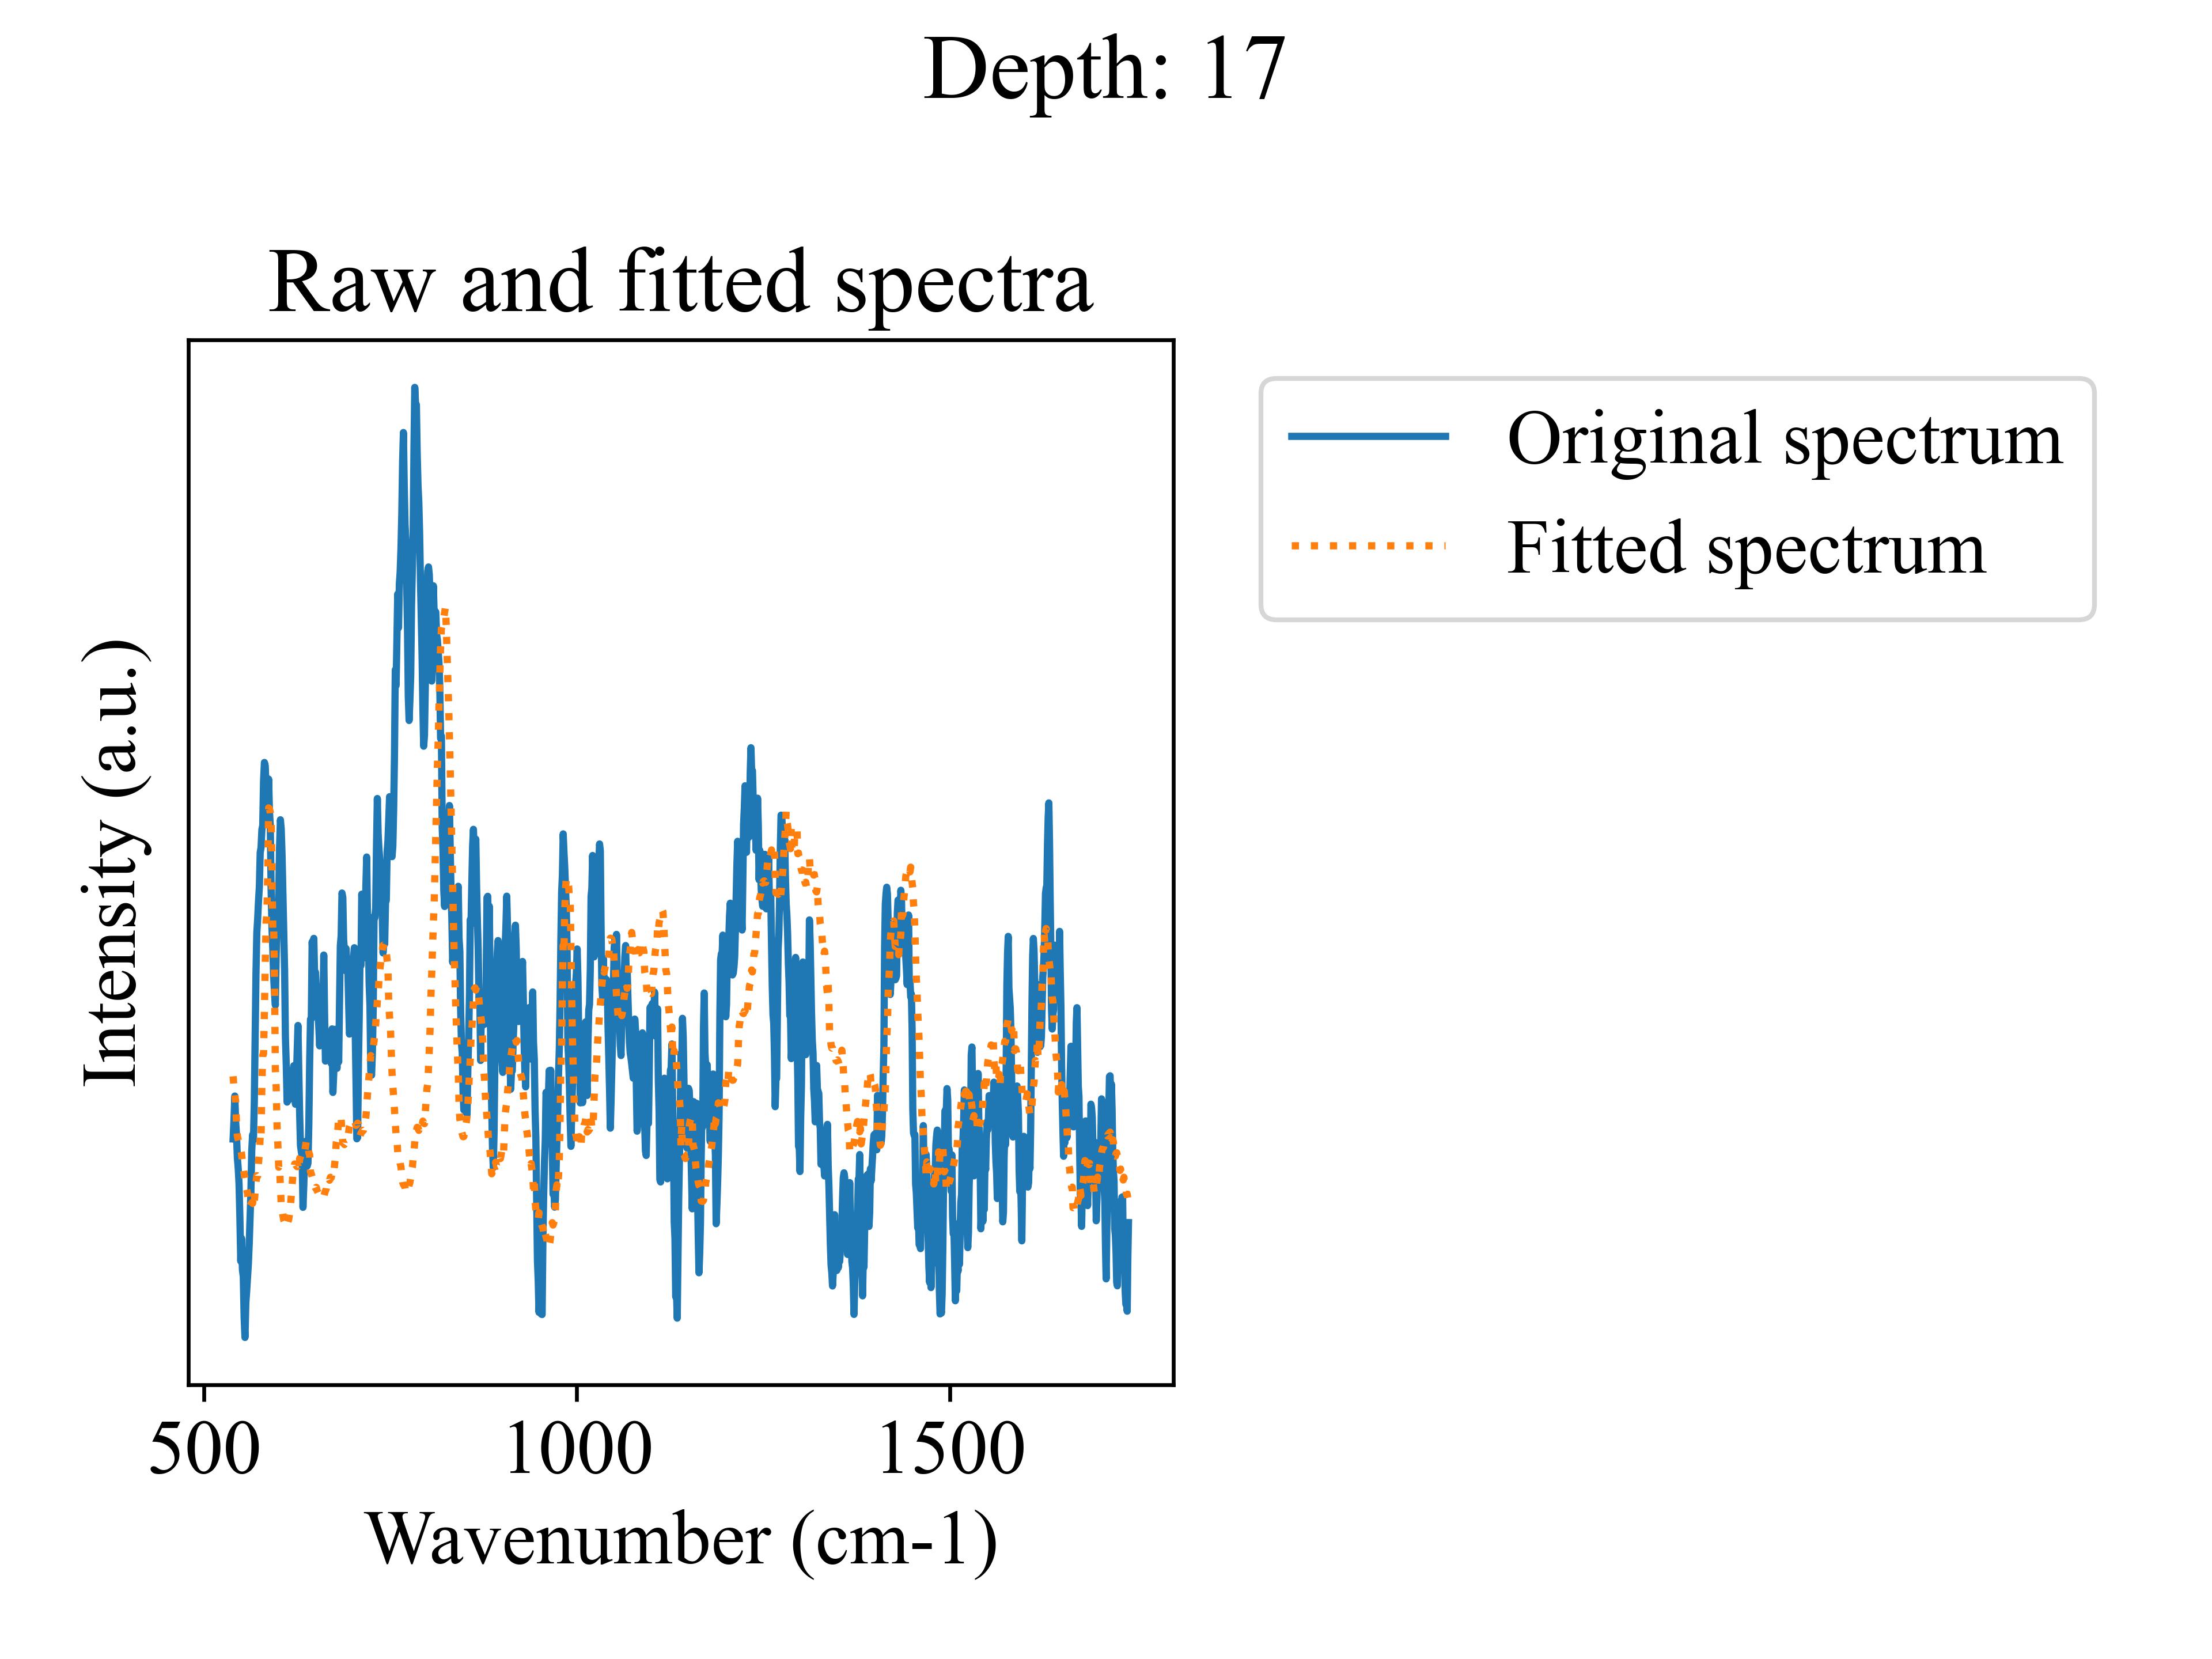 Depth: 17
Raw and fitted spectra
Original spectrum
Fitted spectrum
Intensity (a.u.)
500 1000 1500
Wavenumber (cm-1)